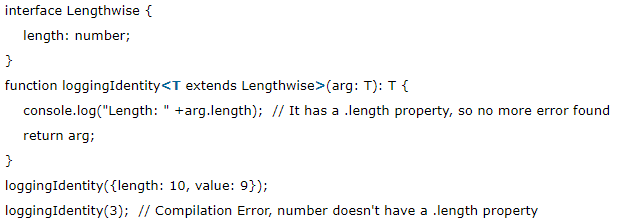 interface Lengthwise {
length: number;
}
function loggingIdentity<T extends Lengthwise>(arg: T): T {
console.log("Length: " +arg.length);  // It has a .length property, so no more error found
return arg;
}
loggingIdentity({length: 10, value: 9});
loggingIdentity(3);  // Compilation Error, number doesn't have a .length property